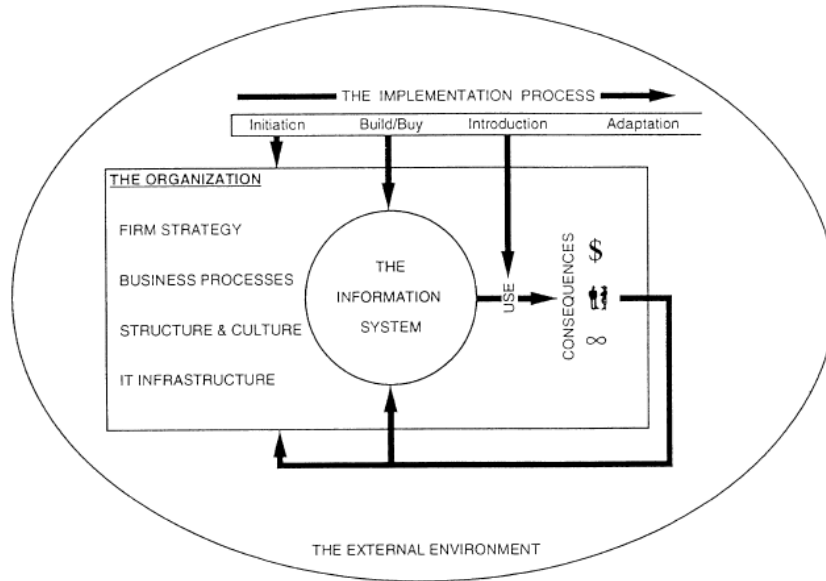 THE IMPLEMENTATION PROCESS
Initiation Build/Buy Introduction Adaptation
THE ORGANIZATION
FIRM STRATEGY
BUSINESS PROCESSES
STRUCTURE & CULTURE
IT INFRASTRUCTURE
THE
INFORMATION
SYSTEM
USE
CONSEQUENCES
$
∞
THE EXTERNAL ENVIRONMENT